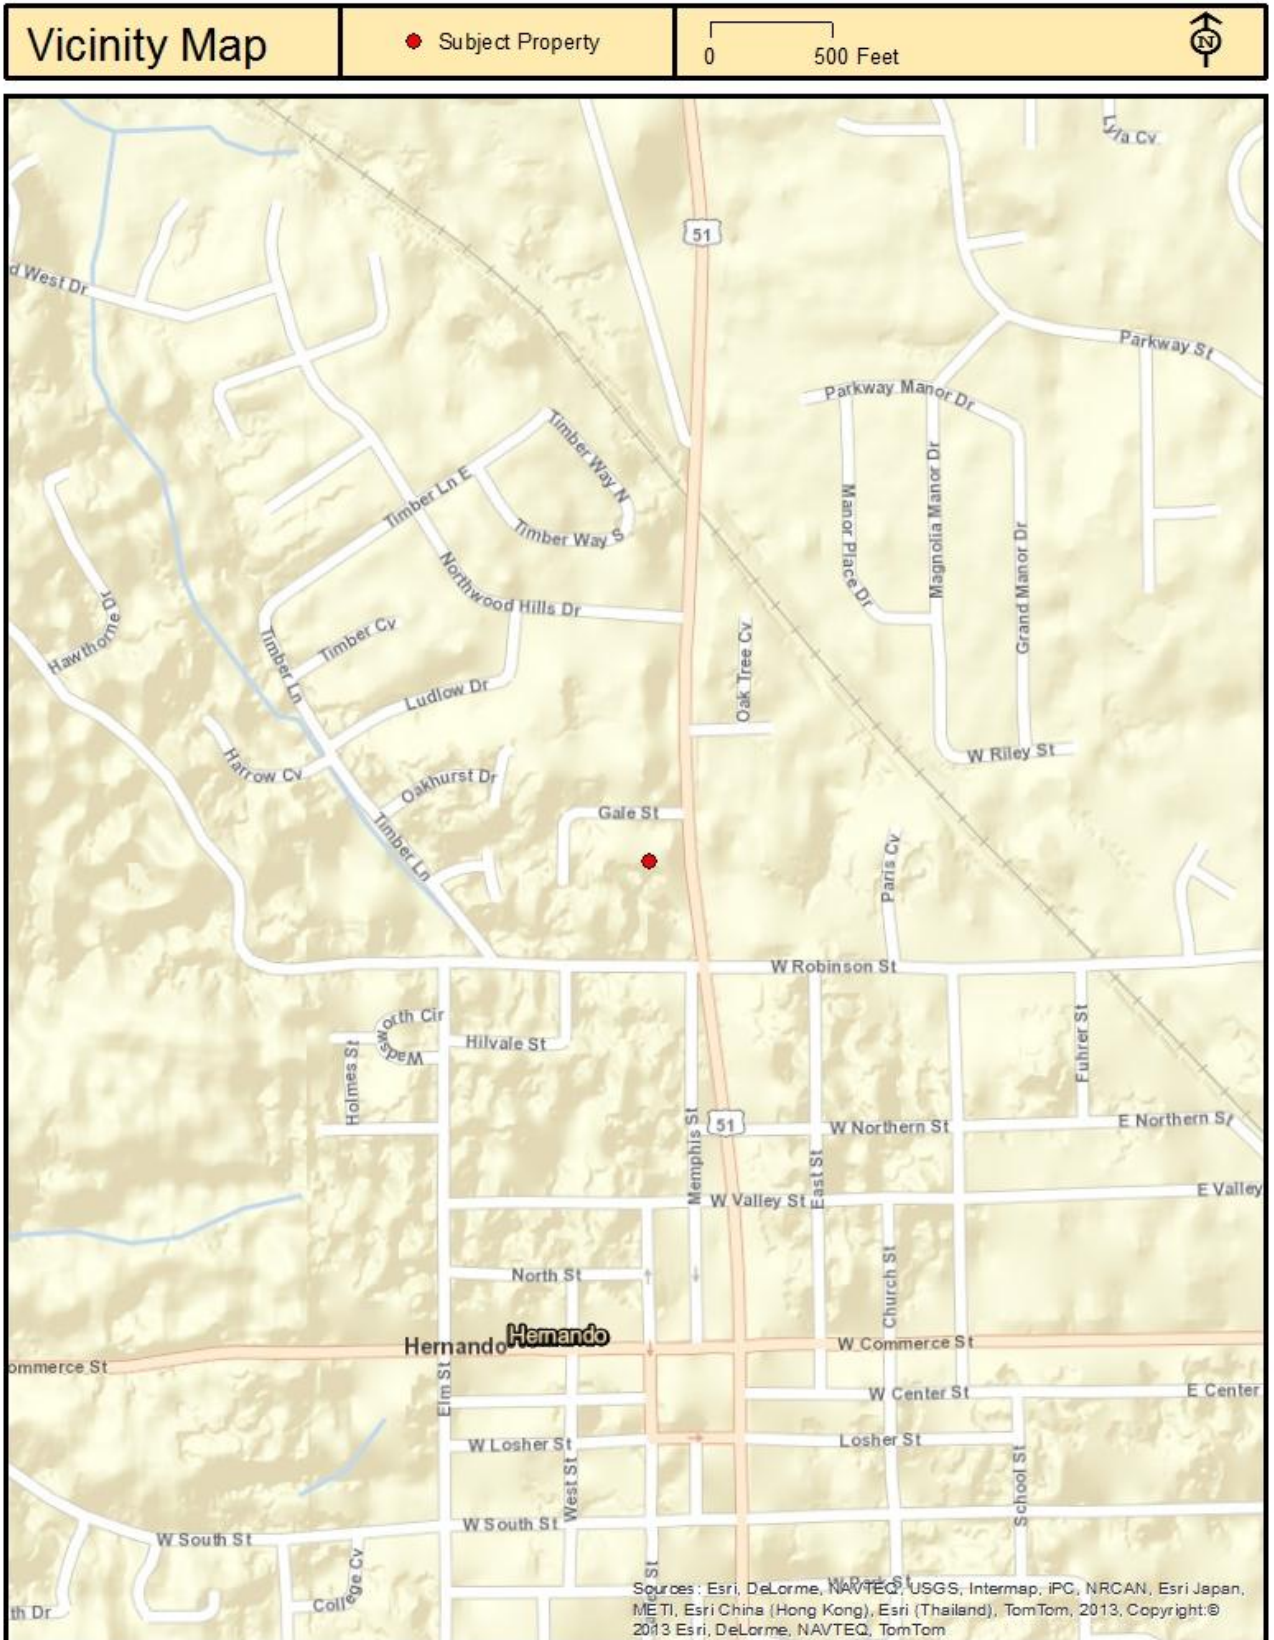 Vicinity Map
Subject Property
0 500 Feet
N
Lyla Cv
51
d West Dr
Parkway St
Parkway Manor Dr
Timber Way N
Timber Ln E
Magnolia Manor Dr
Manor Place Dr
Timber Way S
Grand Manor Dr
Northwood Hills Dr
Hawthorne Dr
Timber Cv
Timber Ln
Oak Tree Cv
Ludlow Dr
Harrow Cv
W Riley St
Oakhurst Dr
Gale St
Timber Ln
Paris Cv
W Robinson St
Wadsworth Cir
Hilvale St
Fuhrer St
Holmes St
Memphis St
51
W Northern St
E Northern St
East St
W Valley St
E Valley
North St
Church St
Hernando
Hernando
W Commerce St
ommerce St
Elm St
W Center St
E Center
W Losher St
Losher St
West St
School St
W South St
W South St
College Cv
W Park St
th Dr
St
Sources: Esri, DeLorme, NAVTEQ, USGS, Intermap, iPC, NRCAN, Esri Japan,
METI, Esri China (Hong Kong), Esri (Thailand), TomTom, 2013, Copyright:©
2013 Esri, DeLorme, NAVTEQ, TomTom